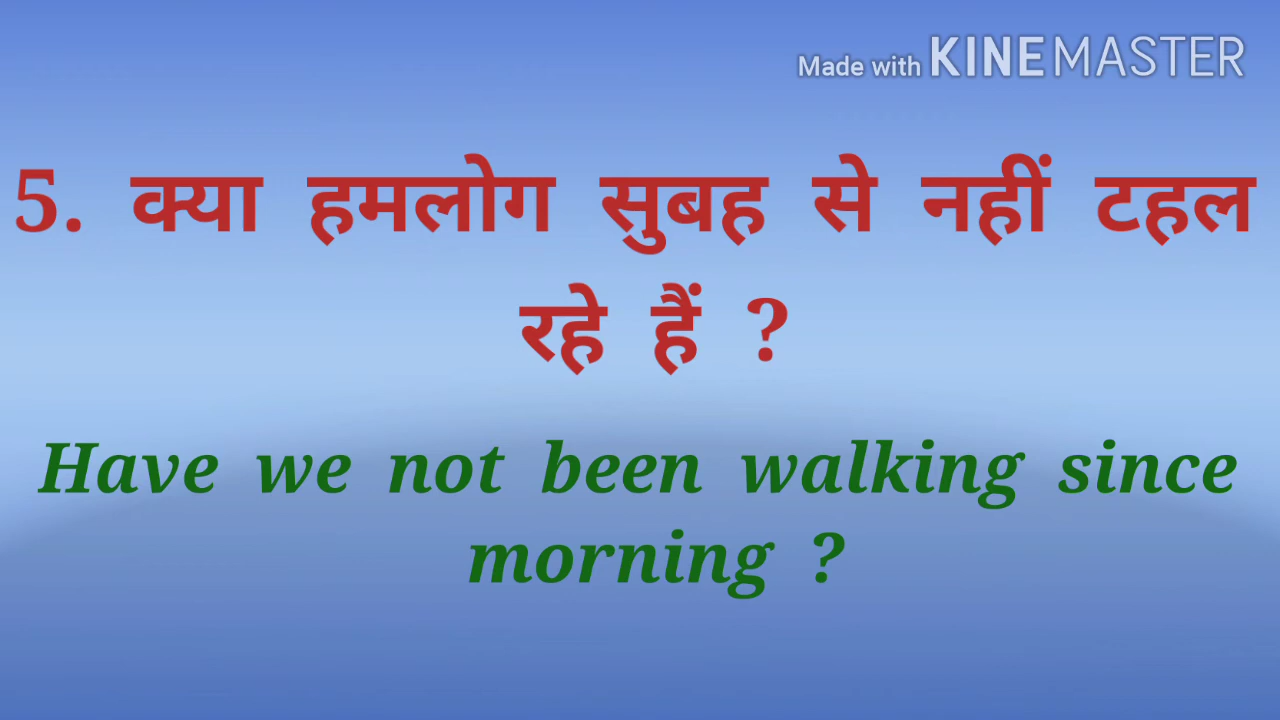 Made with KINEMASTER
5. क्या हमलोग सुबह से नहीं टहल
रहे हैं ?
Have we not been walking since
morning ?